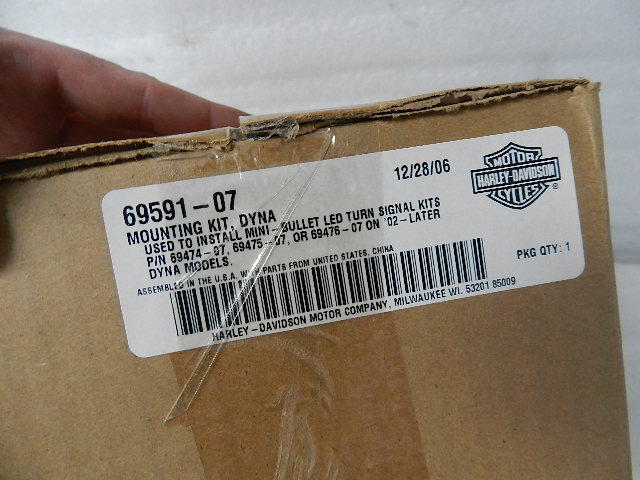 69591-07
12/28/06
MOUNTING KIT, DYNA
USED TO INSTALL MINI-BULLET LED TURN SIGNAL KITS
P/N 69474-07, 69475-07, OR 69476-07 ON '02-LATER
DYNA MODELS.
ASSEMBLED IN THE U.S.A. WITH PARTS FROM UNITED STATES, CHINA
PKG QTY: 1
HARLEY-DAVIDSON MOTOR COMPANY, MILWAUKEE WI. 53201 85009
MOTOR
HARLEY-DAVIDSON
CYCLES